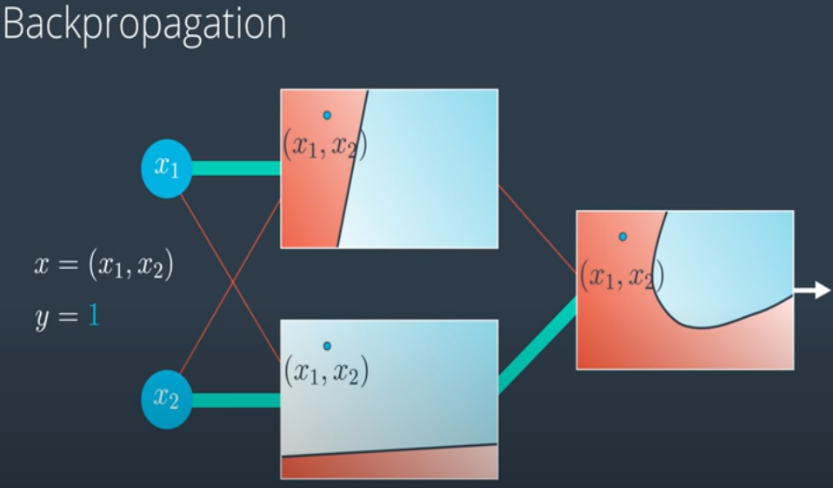 Backpropagation
(x₁, x₂)
x₁
(x₁, x₂)
x = (x₁, x₂)
y = 1
(x₁, x₂)
x₂